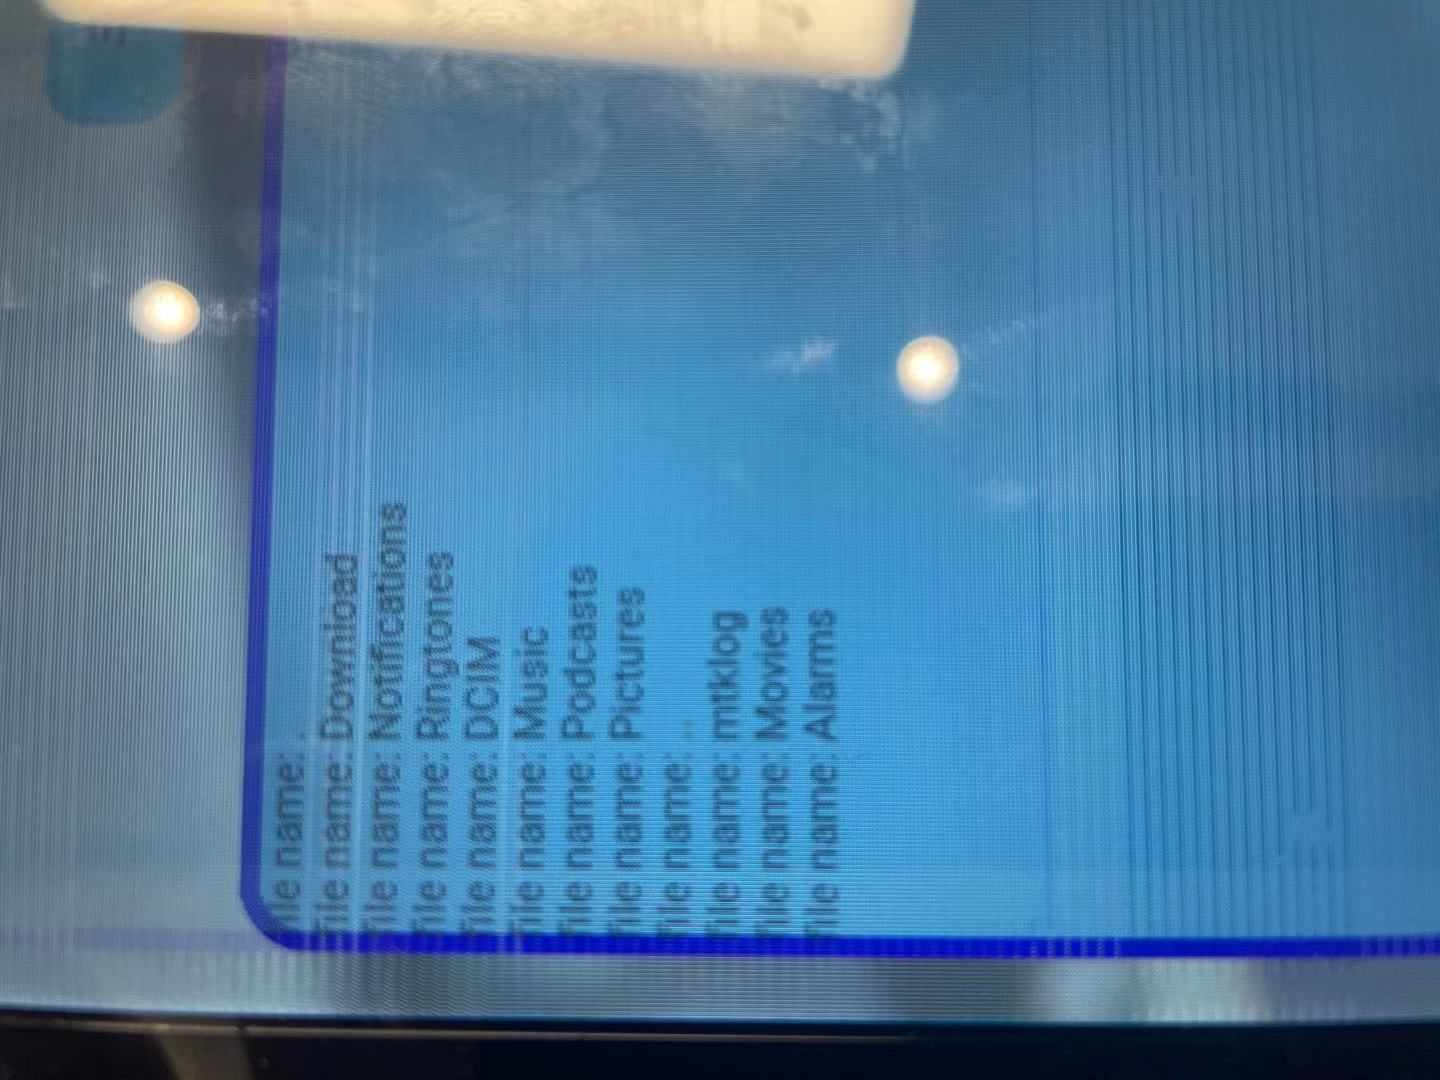 file name: .
file name: Download
file name: Notifications
file name: Ringtones
file name: DCIM
file name: Music
file name: Podcasts
file name: Pictures
file name: ..
file name: mtklog
file name: Movies
file name: Alarms